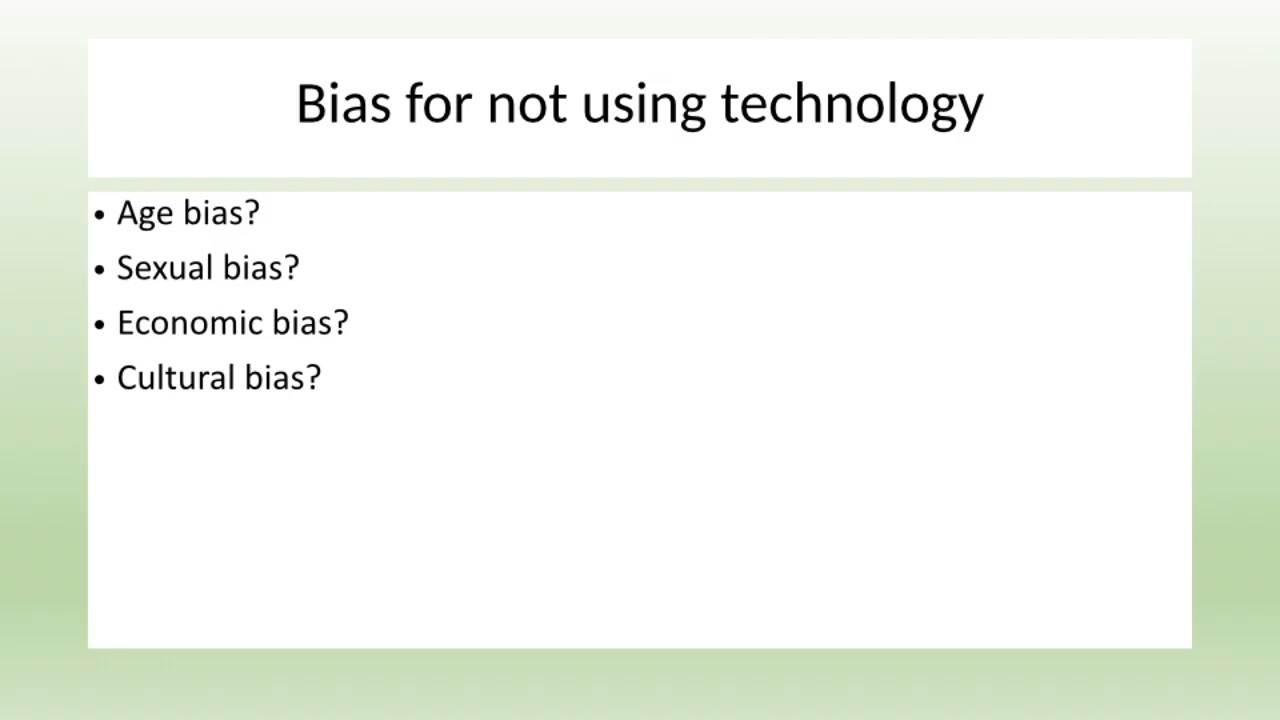 Bias for not using technology
• Age bias?
• Sexual bias?
• Economic bias?
• Cultural bias?